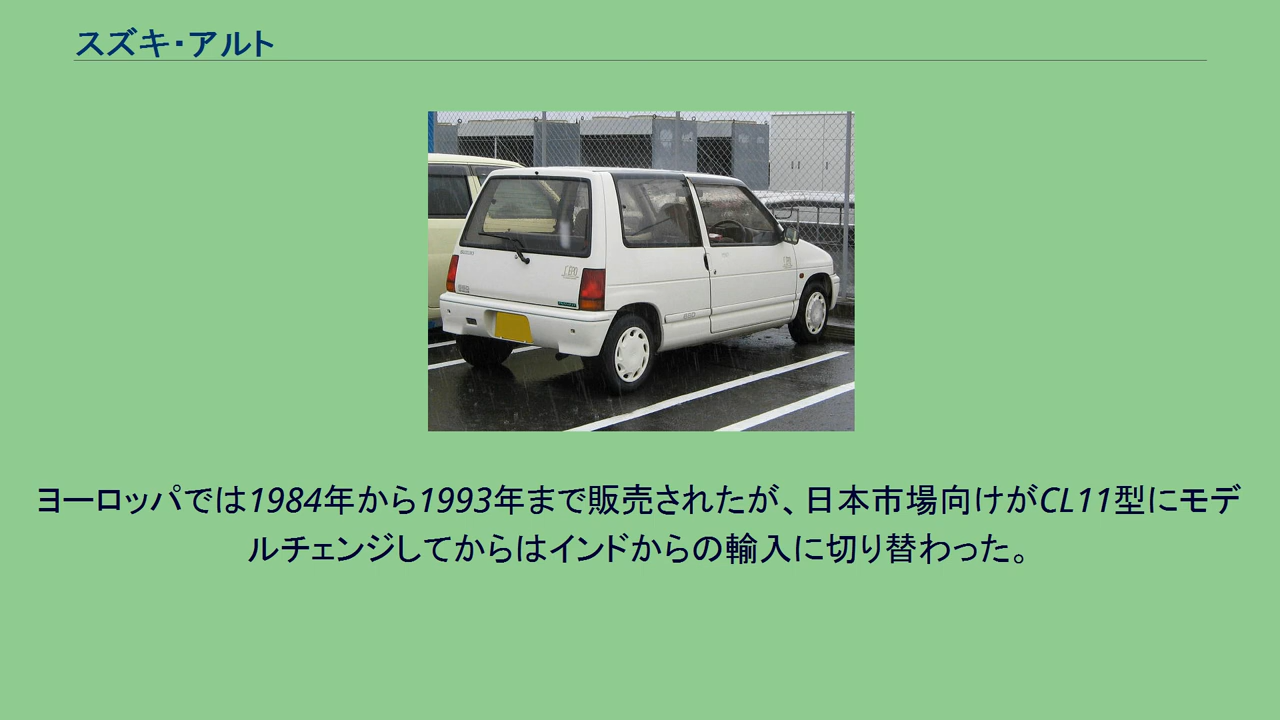 スズキ・アルト
ヨーロッパでは1984年から1993年まで販売されたが、日本市場向けがCL11型にモデ
ルチェンジしてからはインドからの輸入に切り替わった。